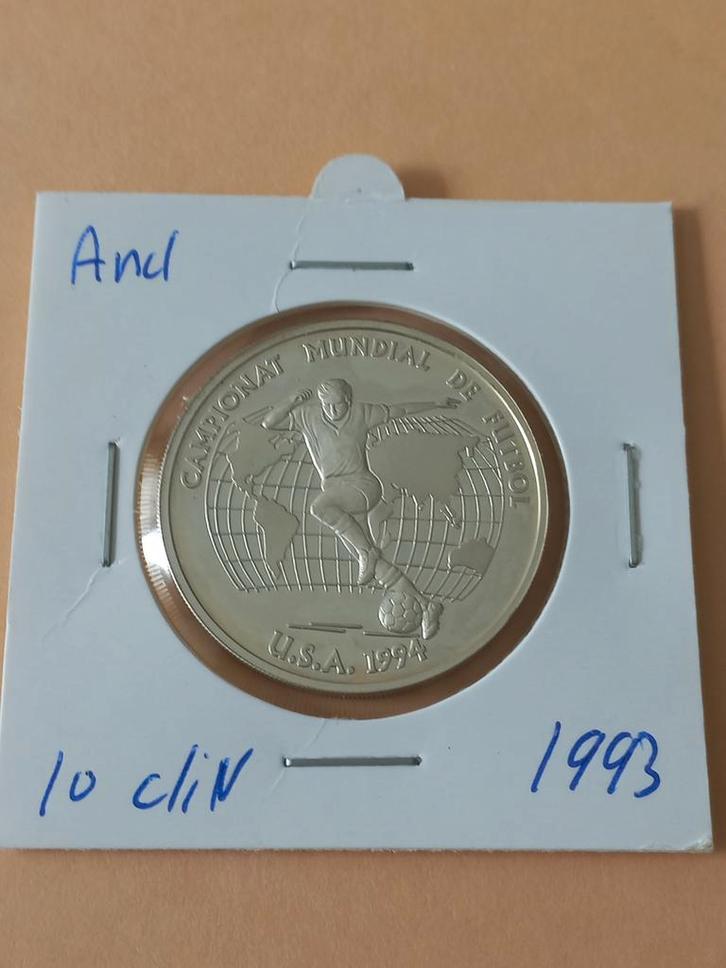 And
CAMPIONAT MUNDIAL DE FUTBOL
U.S.A. 1994
10 diN
1993